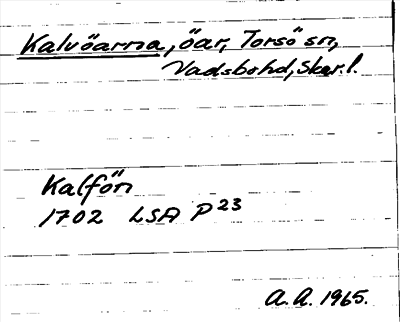 Kalvöarna, öar, Torsö sn,
Vadsbohd, Skar. l.
Kalfön
1702 LSA P23
A.A. 1965.